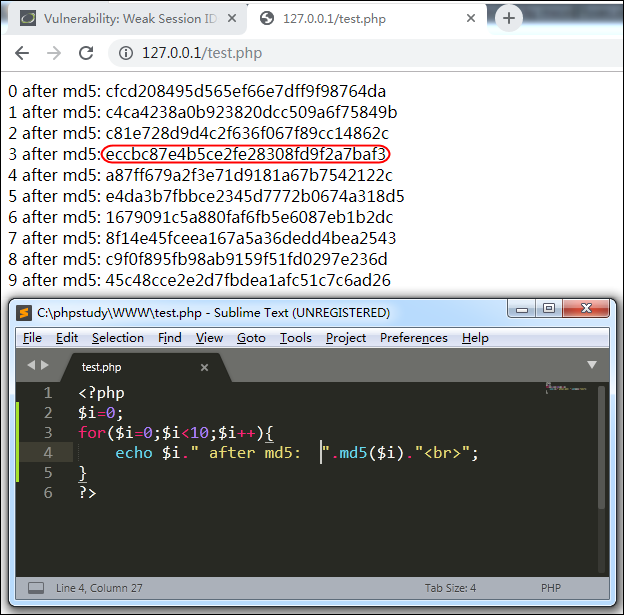 Vulnerability: Weak Session ID
127.0.0.1/test.php
127.0.0.1/test.php
0 after md5: cfcd208495d565ef66e7dff9f98764da
1 after md5: c4ca4238a0b923820dcc509a6f75849b
2 after md5: c81e728d9d4c2f636f067f89cc14862c
3 after md5: eccbc87e4b5ce2fe28308fd9f2a7baf3
4 after md5: a87ff679a2f3e71d9181a67b7542122c
5 after md5: e4da3b7fbbce2345d7772b0674a318d5
6 after md5: 1679091c5a880faf6fb5e6087eb1b2dc
7 after md5: 8f14e45fceea167a5a36dedd4bea2543
8 after md5: c9f0f895fb98ab9159f51fd0297e236d
9 after md5: 45c48cce2e2d7fbdea1afc51c7c6ad26
C:\phpstudy\WWW\test.php - Sublime Text (UNREGISTERED)
File Edit Selection Find View Goto Tools Project Preferences Help
test.php
1 <?php
2 $i=0;
3 for($i=0;$i<10;$i++){
4 echo $i." after md5:  ".md5($i)."<br>";
5 }
6 ?>
Line 4, Column 27 Tab Size: 4 PHP